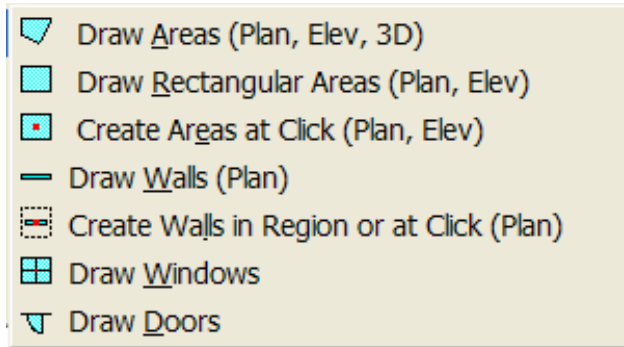 Draw Areas (Plan, Elev, 3D)
Draw Rectangular Areas (Plan, Elev)
Create Areas at Click (Plan, Elev)
Draw Walls (Plan)
Create Walls in Region or at Click (Plan)
Draw Windows
Draw Doors